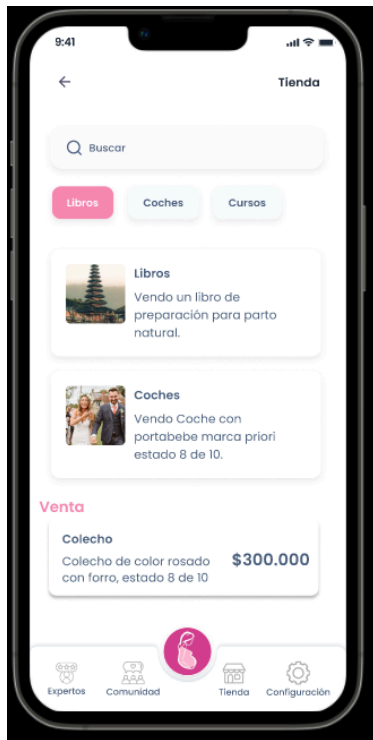 9:41
Tienda
Buscar
Libros
Coches
Cursos
Libros
Vendo un libro de
preparación para parto
natural.
Coches
Vendo Coche con
portabebe marca priori
estado 8 de 10.
Venta
Colecho
Colecho de color rosado
con forro, estado 8 de 10
$300.000
Expertos
Comunidad
Tienda
Configuración